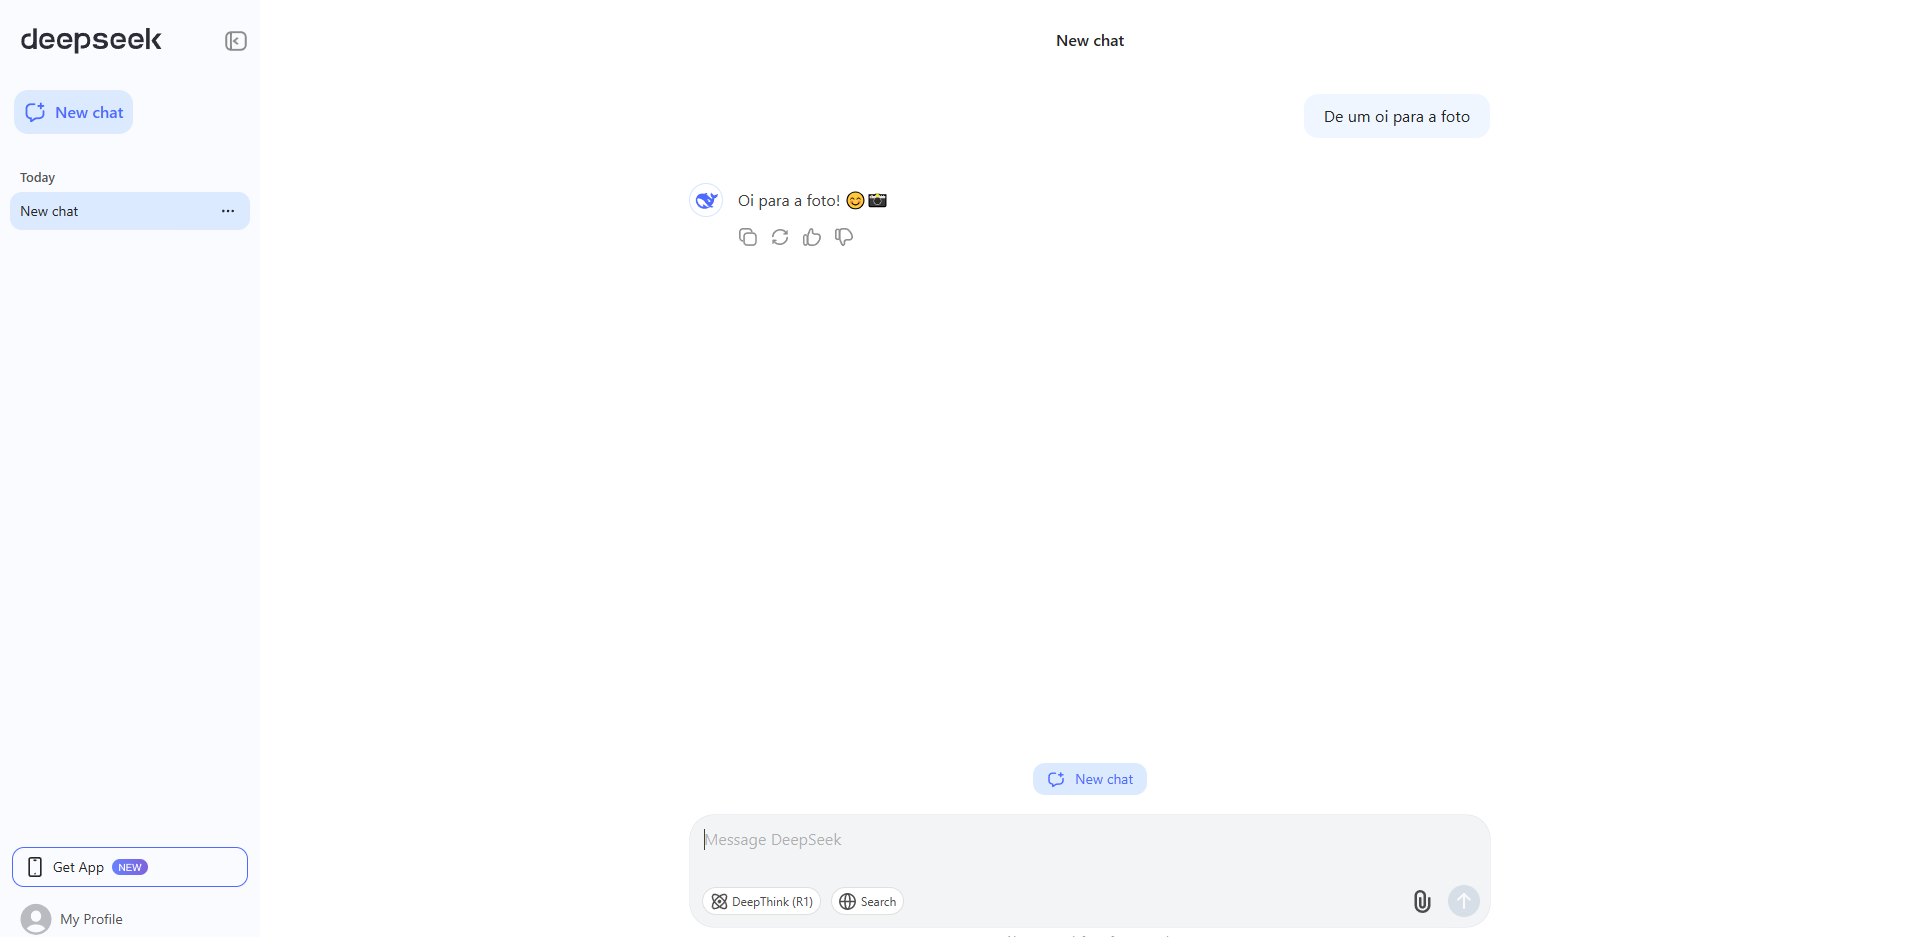 deepseek
New chat
Today
New chat
Get App NEW
My Profile
New chat
De um oi para a foto
Oi para a foto! 😊📸
New chat
Message DeepSeek
DeepThink (R1) Search